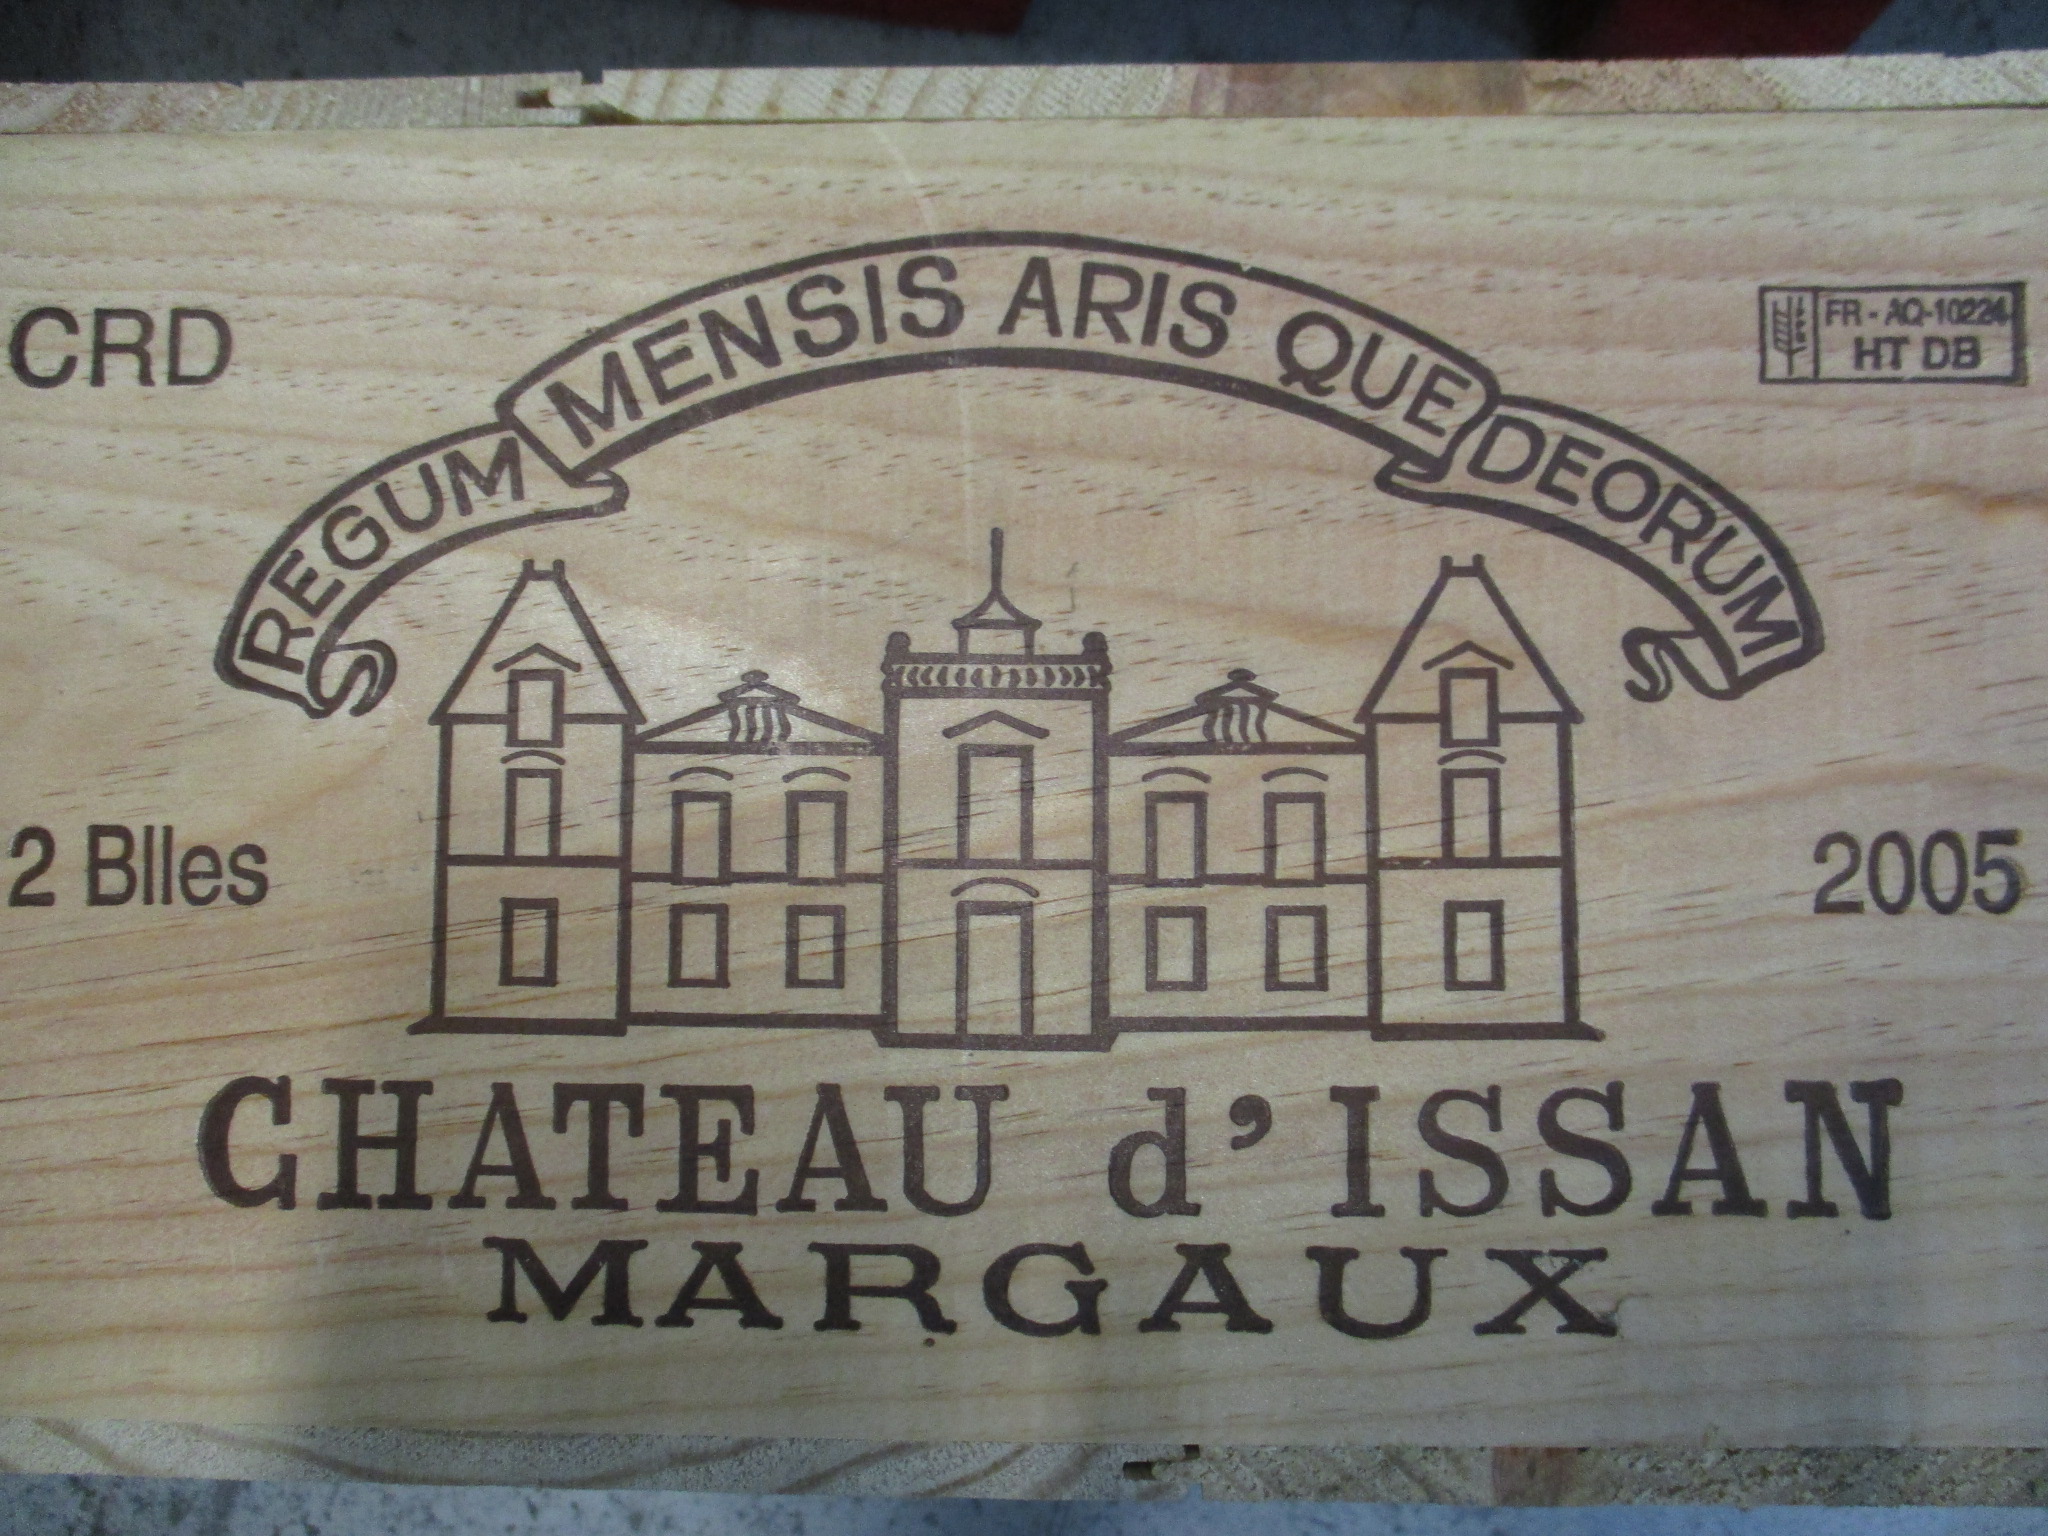 REGUM MENSIS ARIS QUE DEORUM
CRD
FR - AQ-10224
HT DB
2 Blles
2005
CHATEAU d'ISSAN
MARGAUX